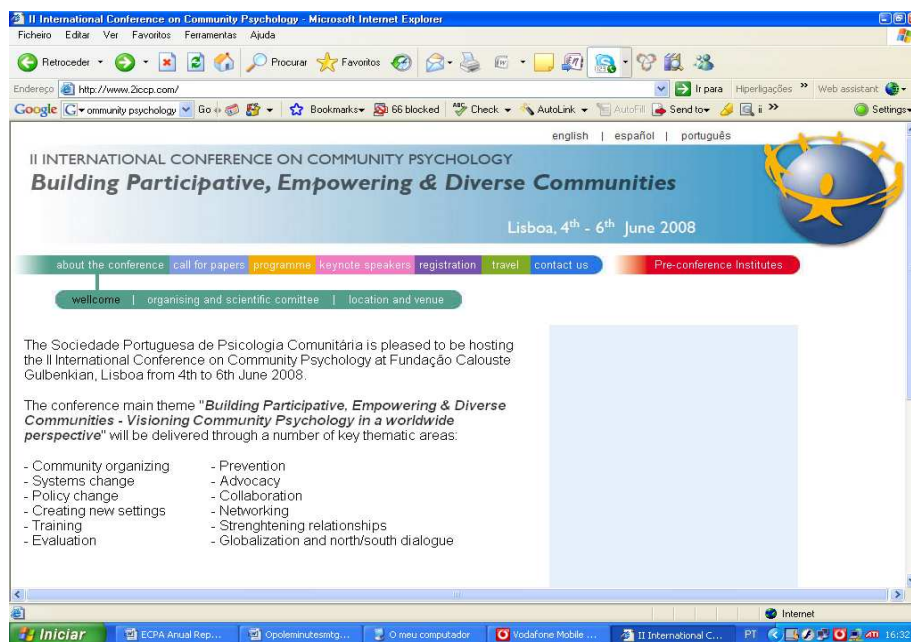 II International Conference on Community Psychology - Microsoft Internet Explorer
Ficheiro Editar Ver Favoritos Ferramentas Ajuda
Retroceder Procurar Favoritos
Endereço http://www.2iccp.com/ Ir para Hiperligações » Web assistant
Google ommunity psychology Go Bookmarks 66 blocked Check AutoLink AutoFill Send to Settings
english | español | português
II INTERNATIONAL CONFERENCE ON COMMUNITY PSYCHOLOGY
Building Participative, Empowering & Diverse Communities
Lisboa, 4th - 6th June 2008
about the conference call for papers programme keynote speakers registration travel contact us Pre-conference Institutes
wellcome | organising and scientific comittee | location and venue
The Sociedade Portuguesa de Psicologia Comunitária is pleased to be hosting
the II International Conference on Community Psychology at Fundação Calouste
Gulbenkian, Lisboa from 4th to 6th June 2008.
The conference main theme "Building Participative, Empowering & Diverse
Communities - Visioning Community Psychology in a worldwide
perspective" will be delivered through a number of key thematic areas:
- Community organizing - Prevention
- Systems change - Advocacy
- Policy change - Collaboration
- Creating new settings - Networking
- Training - Strenghtening relationships
- Evaluation - Globalization and north/south dialogue
Internet
Iniciar ECPA Anual Rep... Opoleminutesmtg... O meu computador Vodafone Mobile ... II International C... PT 16:32